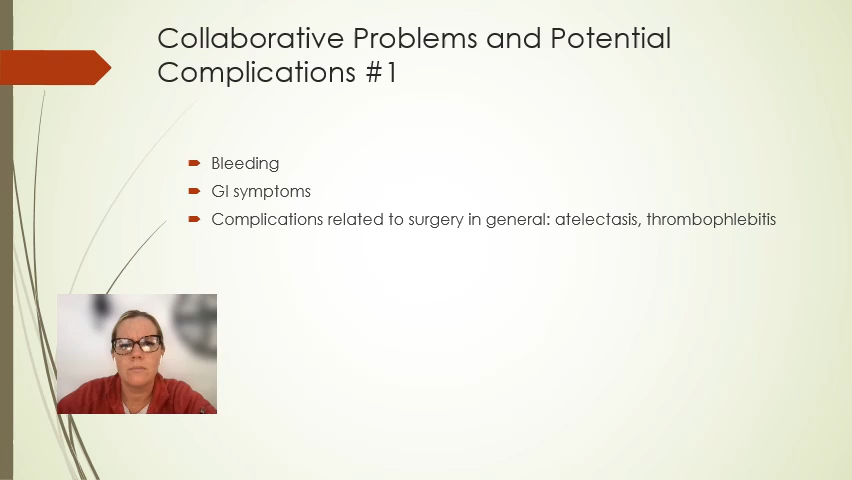 Collaborative Problems and Potential
Complications #1
Bleeding
GI symptoms
Complications related to surgery in general: atelectasis, thrombophlebitis